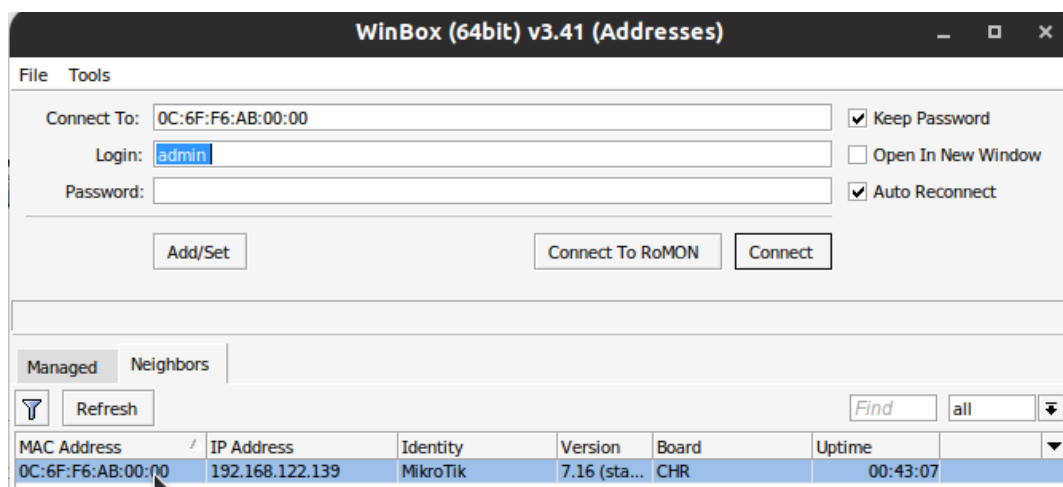 WinBox (64bit) v3.41 (Addresses)
File Tools
Connect To: 0C:6F:F6:AB:00:00 Keep Password
Login: admin Open In New Window
Password: Auto Reconnect
Add/Set Connect To RoMON Connect
Managed Neighbors
Refresh Find all
MAC Address IP Address Identity Version Board Uptime
0C:6F:F6:AB:00:00 192.168.122.139 MikroTik 7.16 (sta... CHR 00:43:07